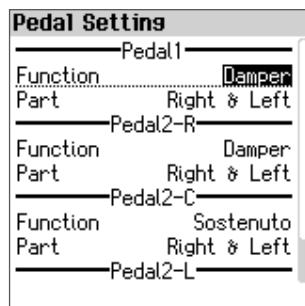 Pedal Setting
Pedal1
Function Damper
Part Right & Left
Pedal2-R
Function Damper
Part Right & Left
Pedal2-C
Function Sostenuto
Part Right & Left
Pedal2-L